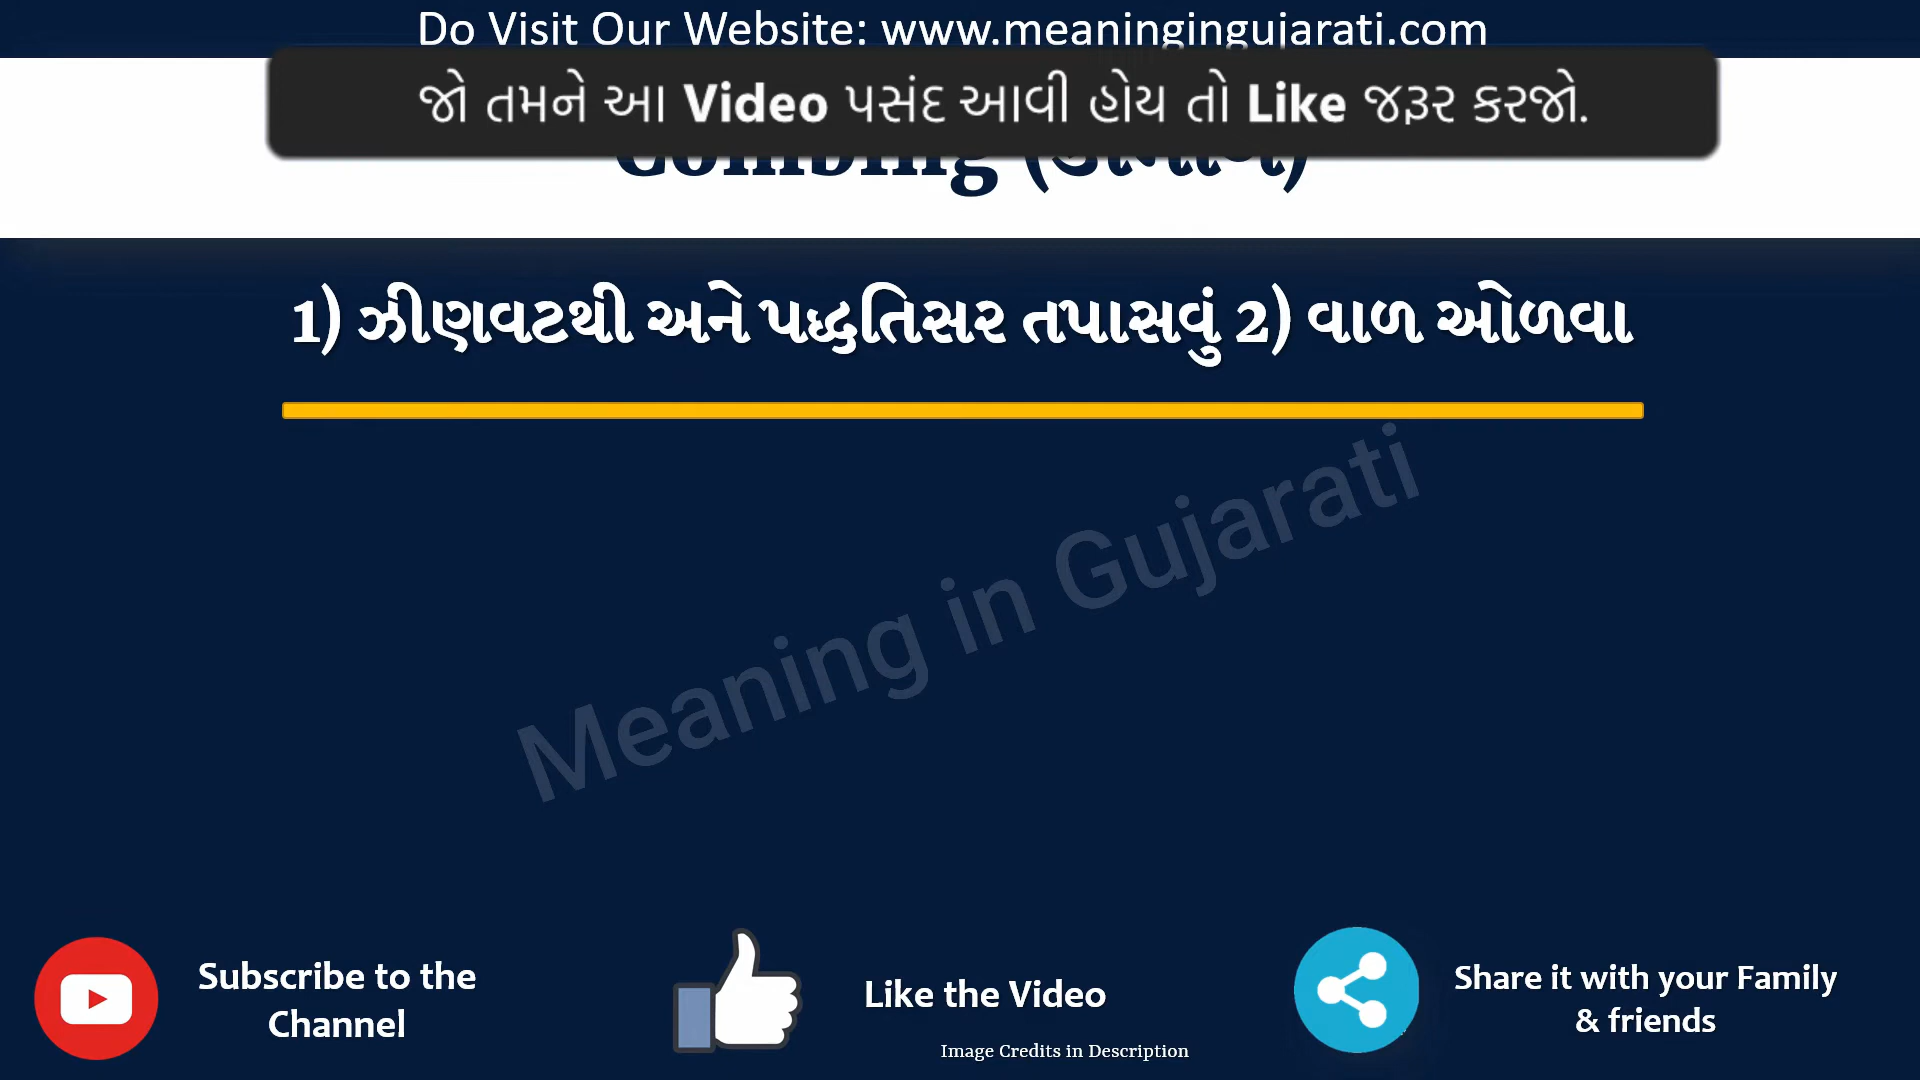 Do Visit Our Website: www.meaningingujarati.com
જો તમને આ Video પસંદ આવી હોય તો Like જરૂર કરજો.
Combing
1) ઝીણવટથી અને પદ્ધતિસર તપાસવું 2) વાળ ઓળવા
Meaning in Gujarati
Subscribe to the
Channel
Like the Video
Share it with your Family
& friends
Image Credits in Description